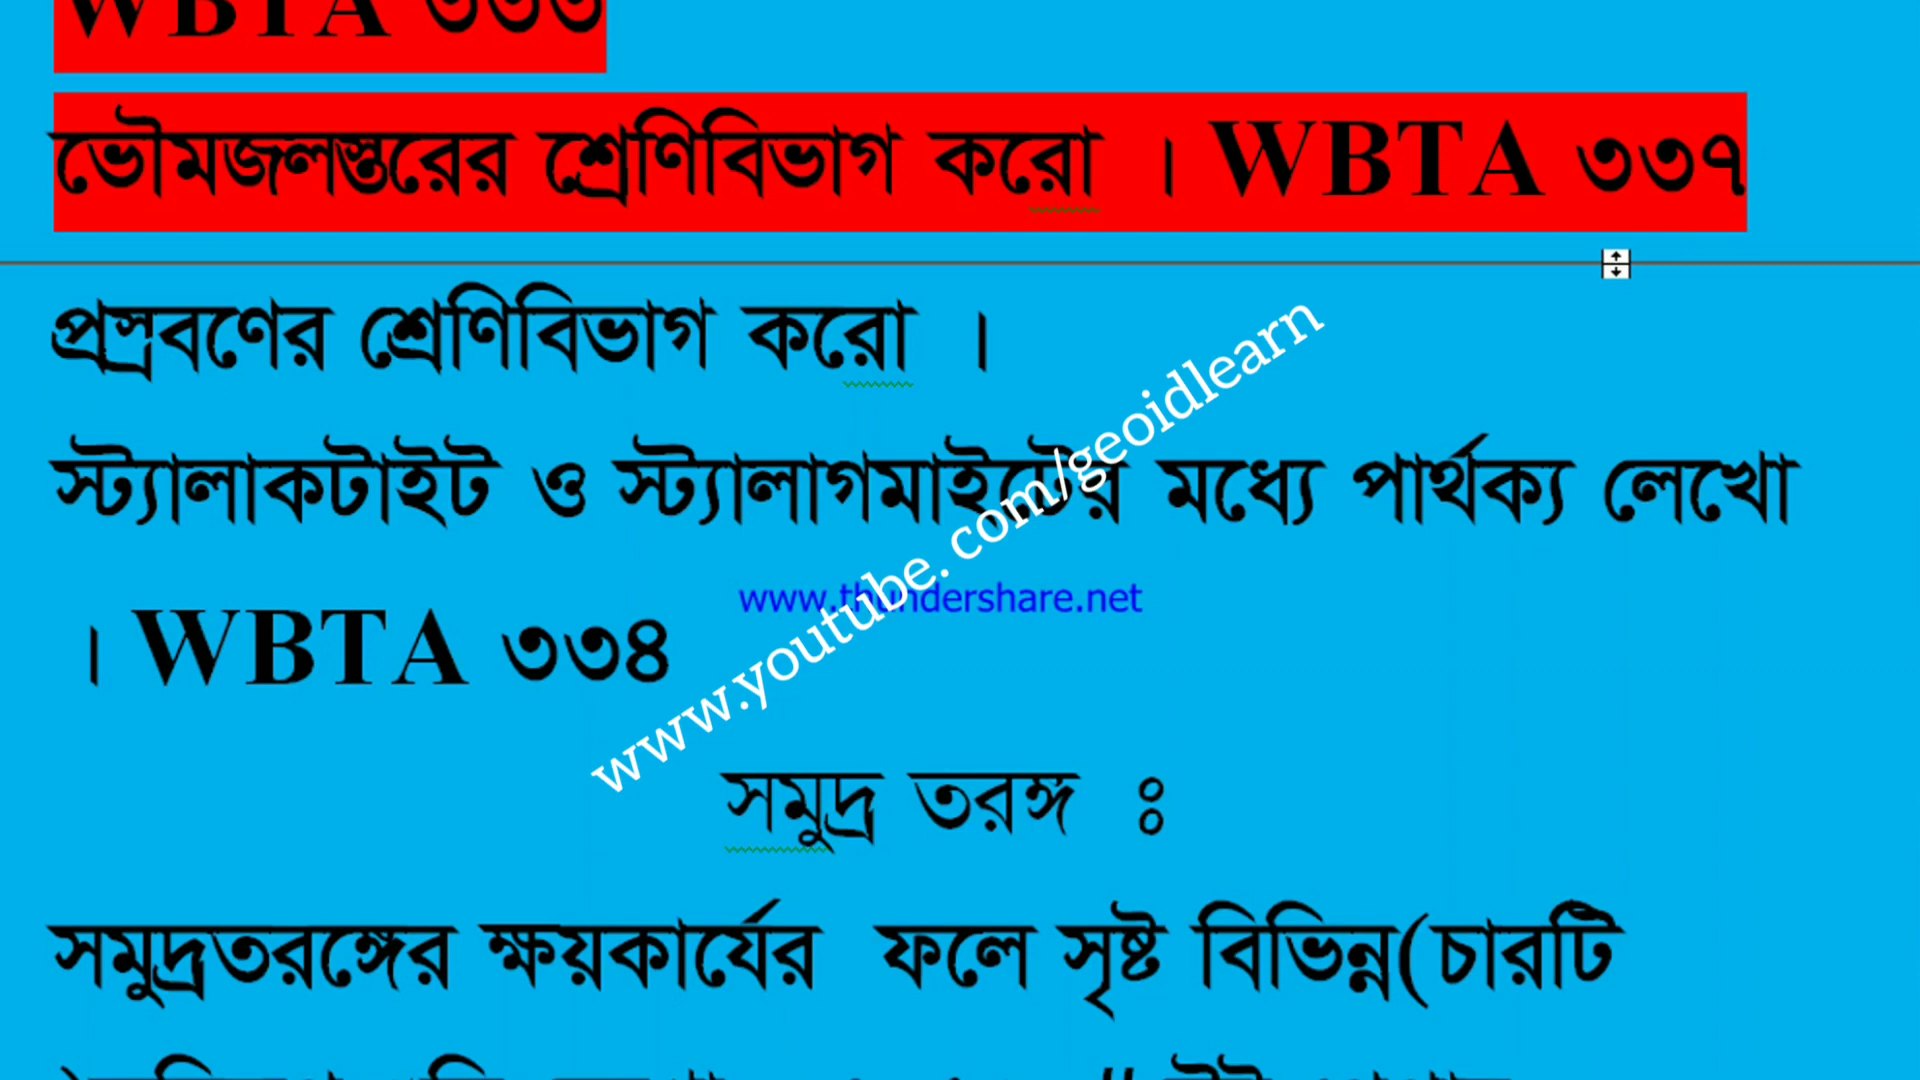 WBTA ৩৩৩
ভৌমজলস্তরের শ্রেণিবিভাগ করো । WBTA ৩৩৭
প্রস্রবণের শ্রেণিবিভাগ করো ।
স্ট্যালাকটাইট ও স্ট্যালাগমাইটের মধ্যে পার্থক্য লেখো
। WBTA ৩৩৪
www.thundershare.net
www.youtube.com/geoidlearn
সমুদ্র তরঙ্গ ঃ
সমুদ্রতরঙ্গের ক্ষয়কার্যের ফলে সৃষ্ট বিভিন্ন(চারটি